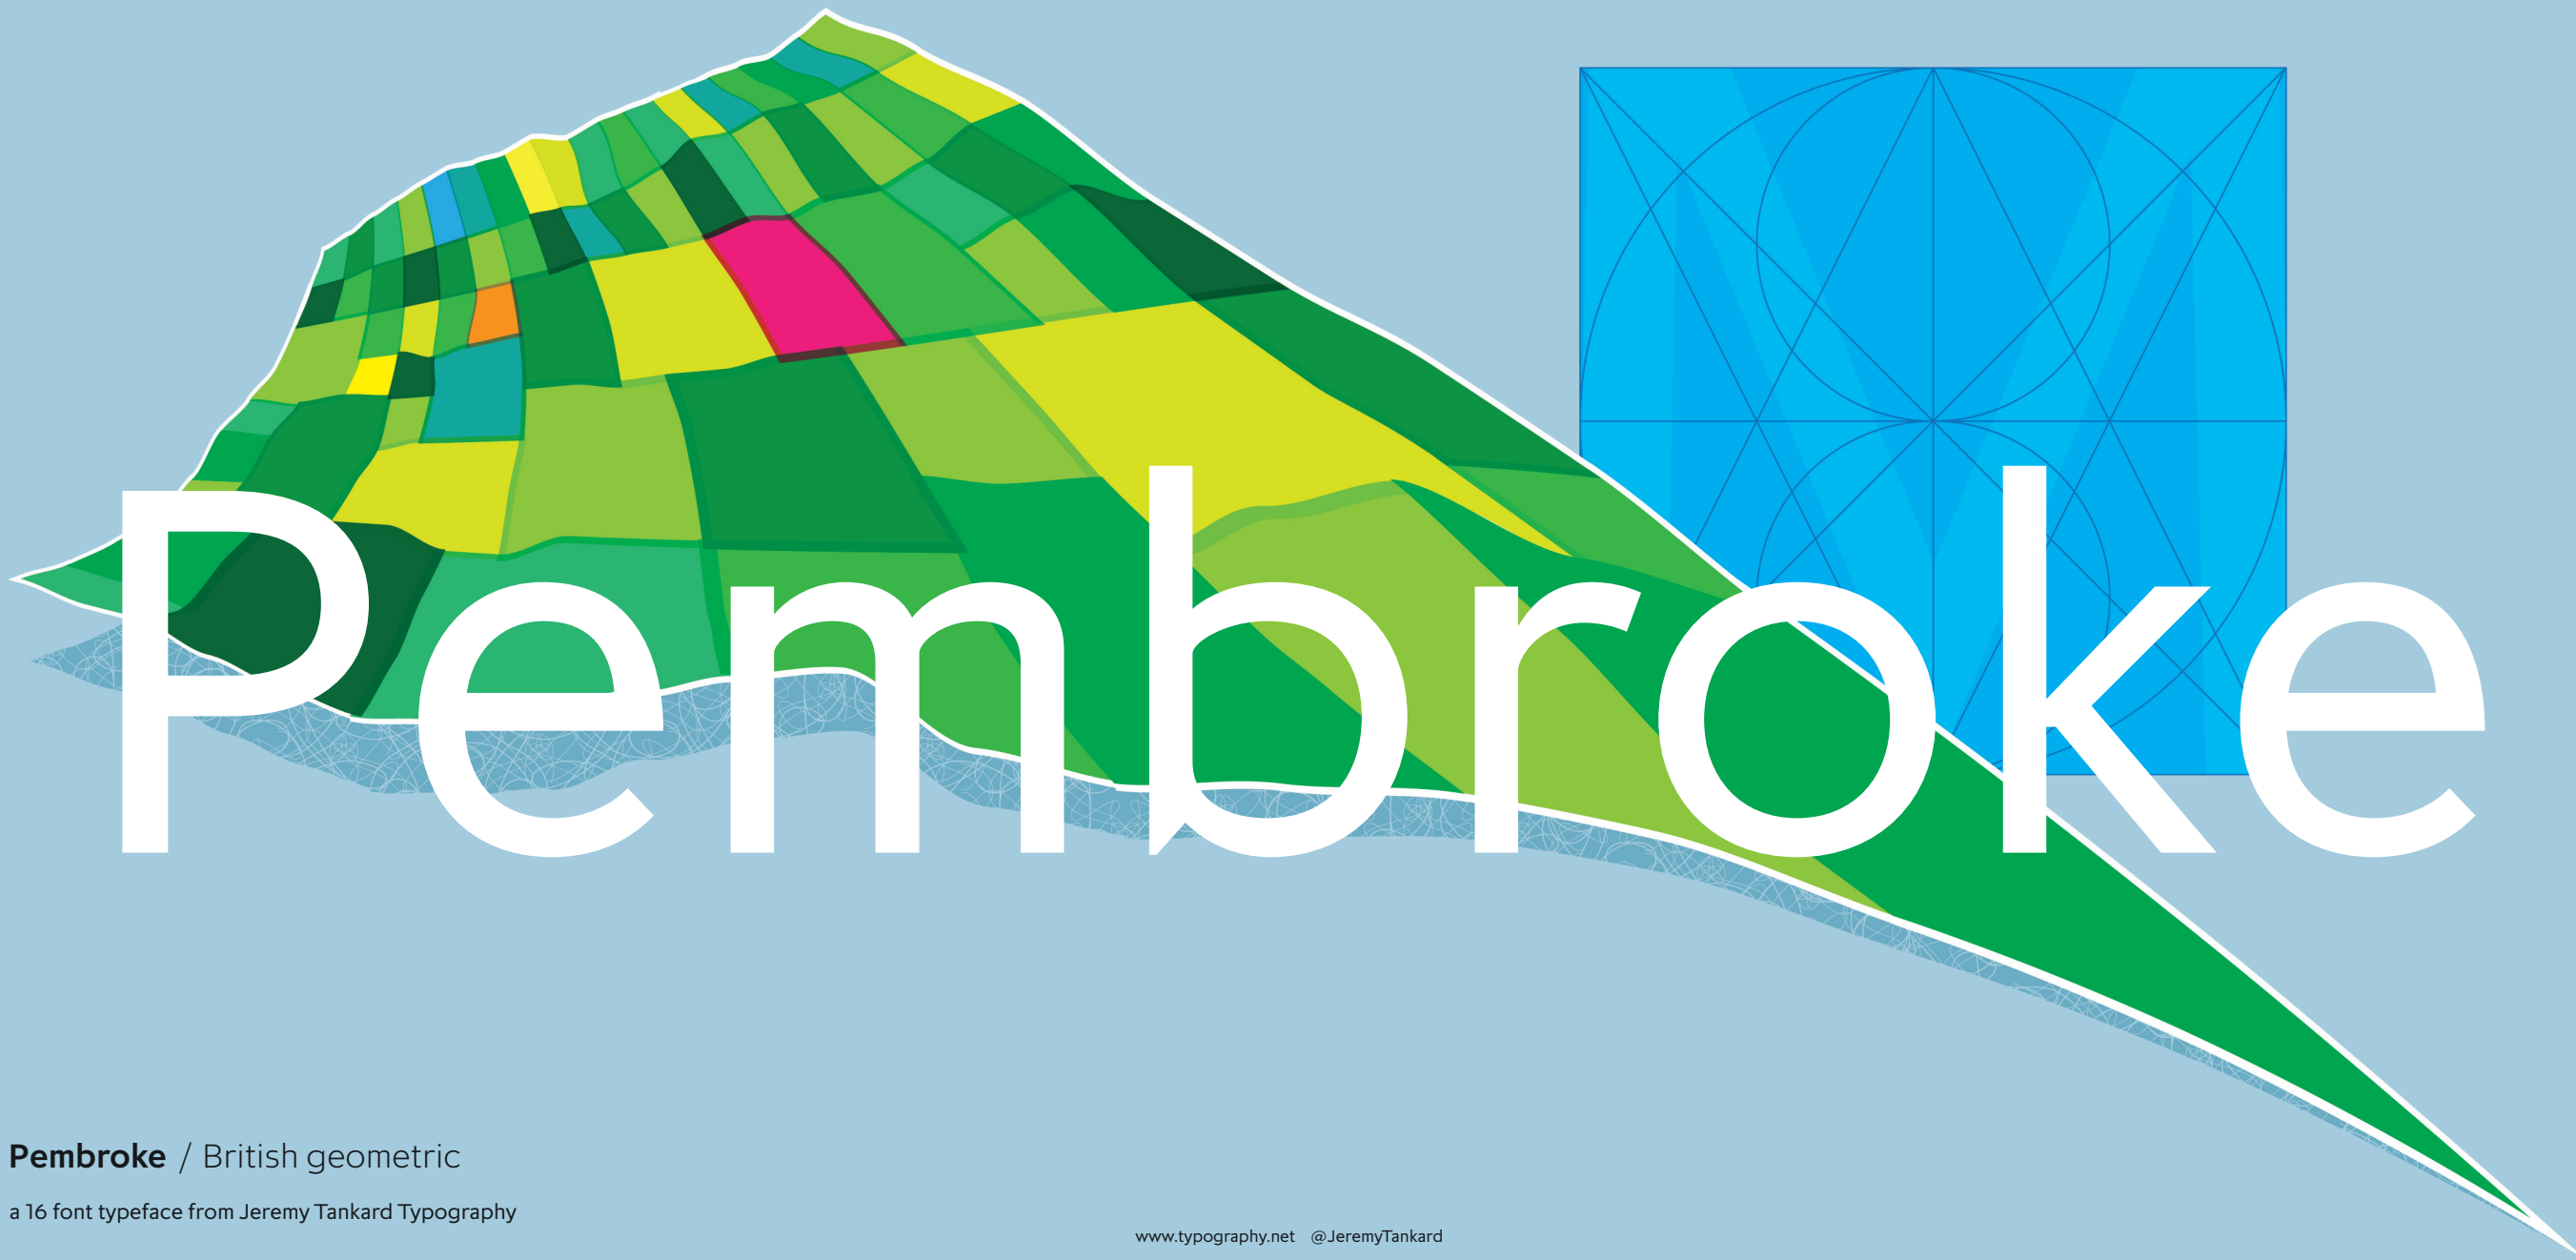 Pembroke
Pembroke / British geometric
a 16 font typeface from Jeremy Tankard Typography
www.typography.net @JeremyTankard